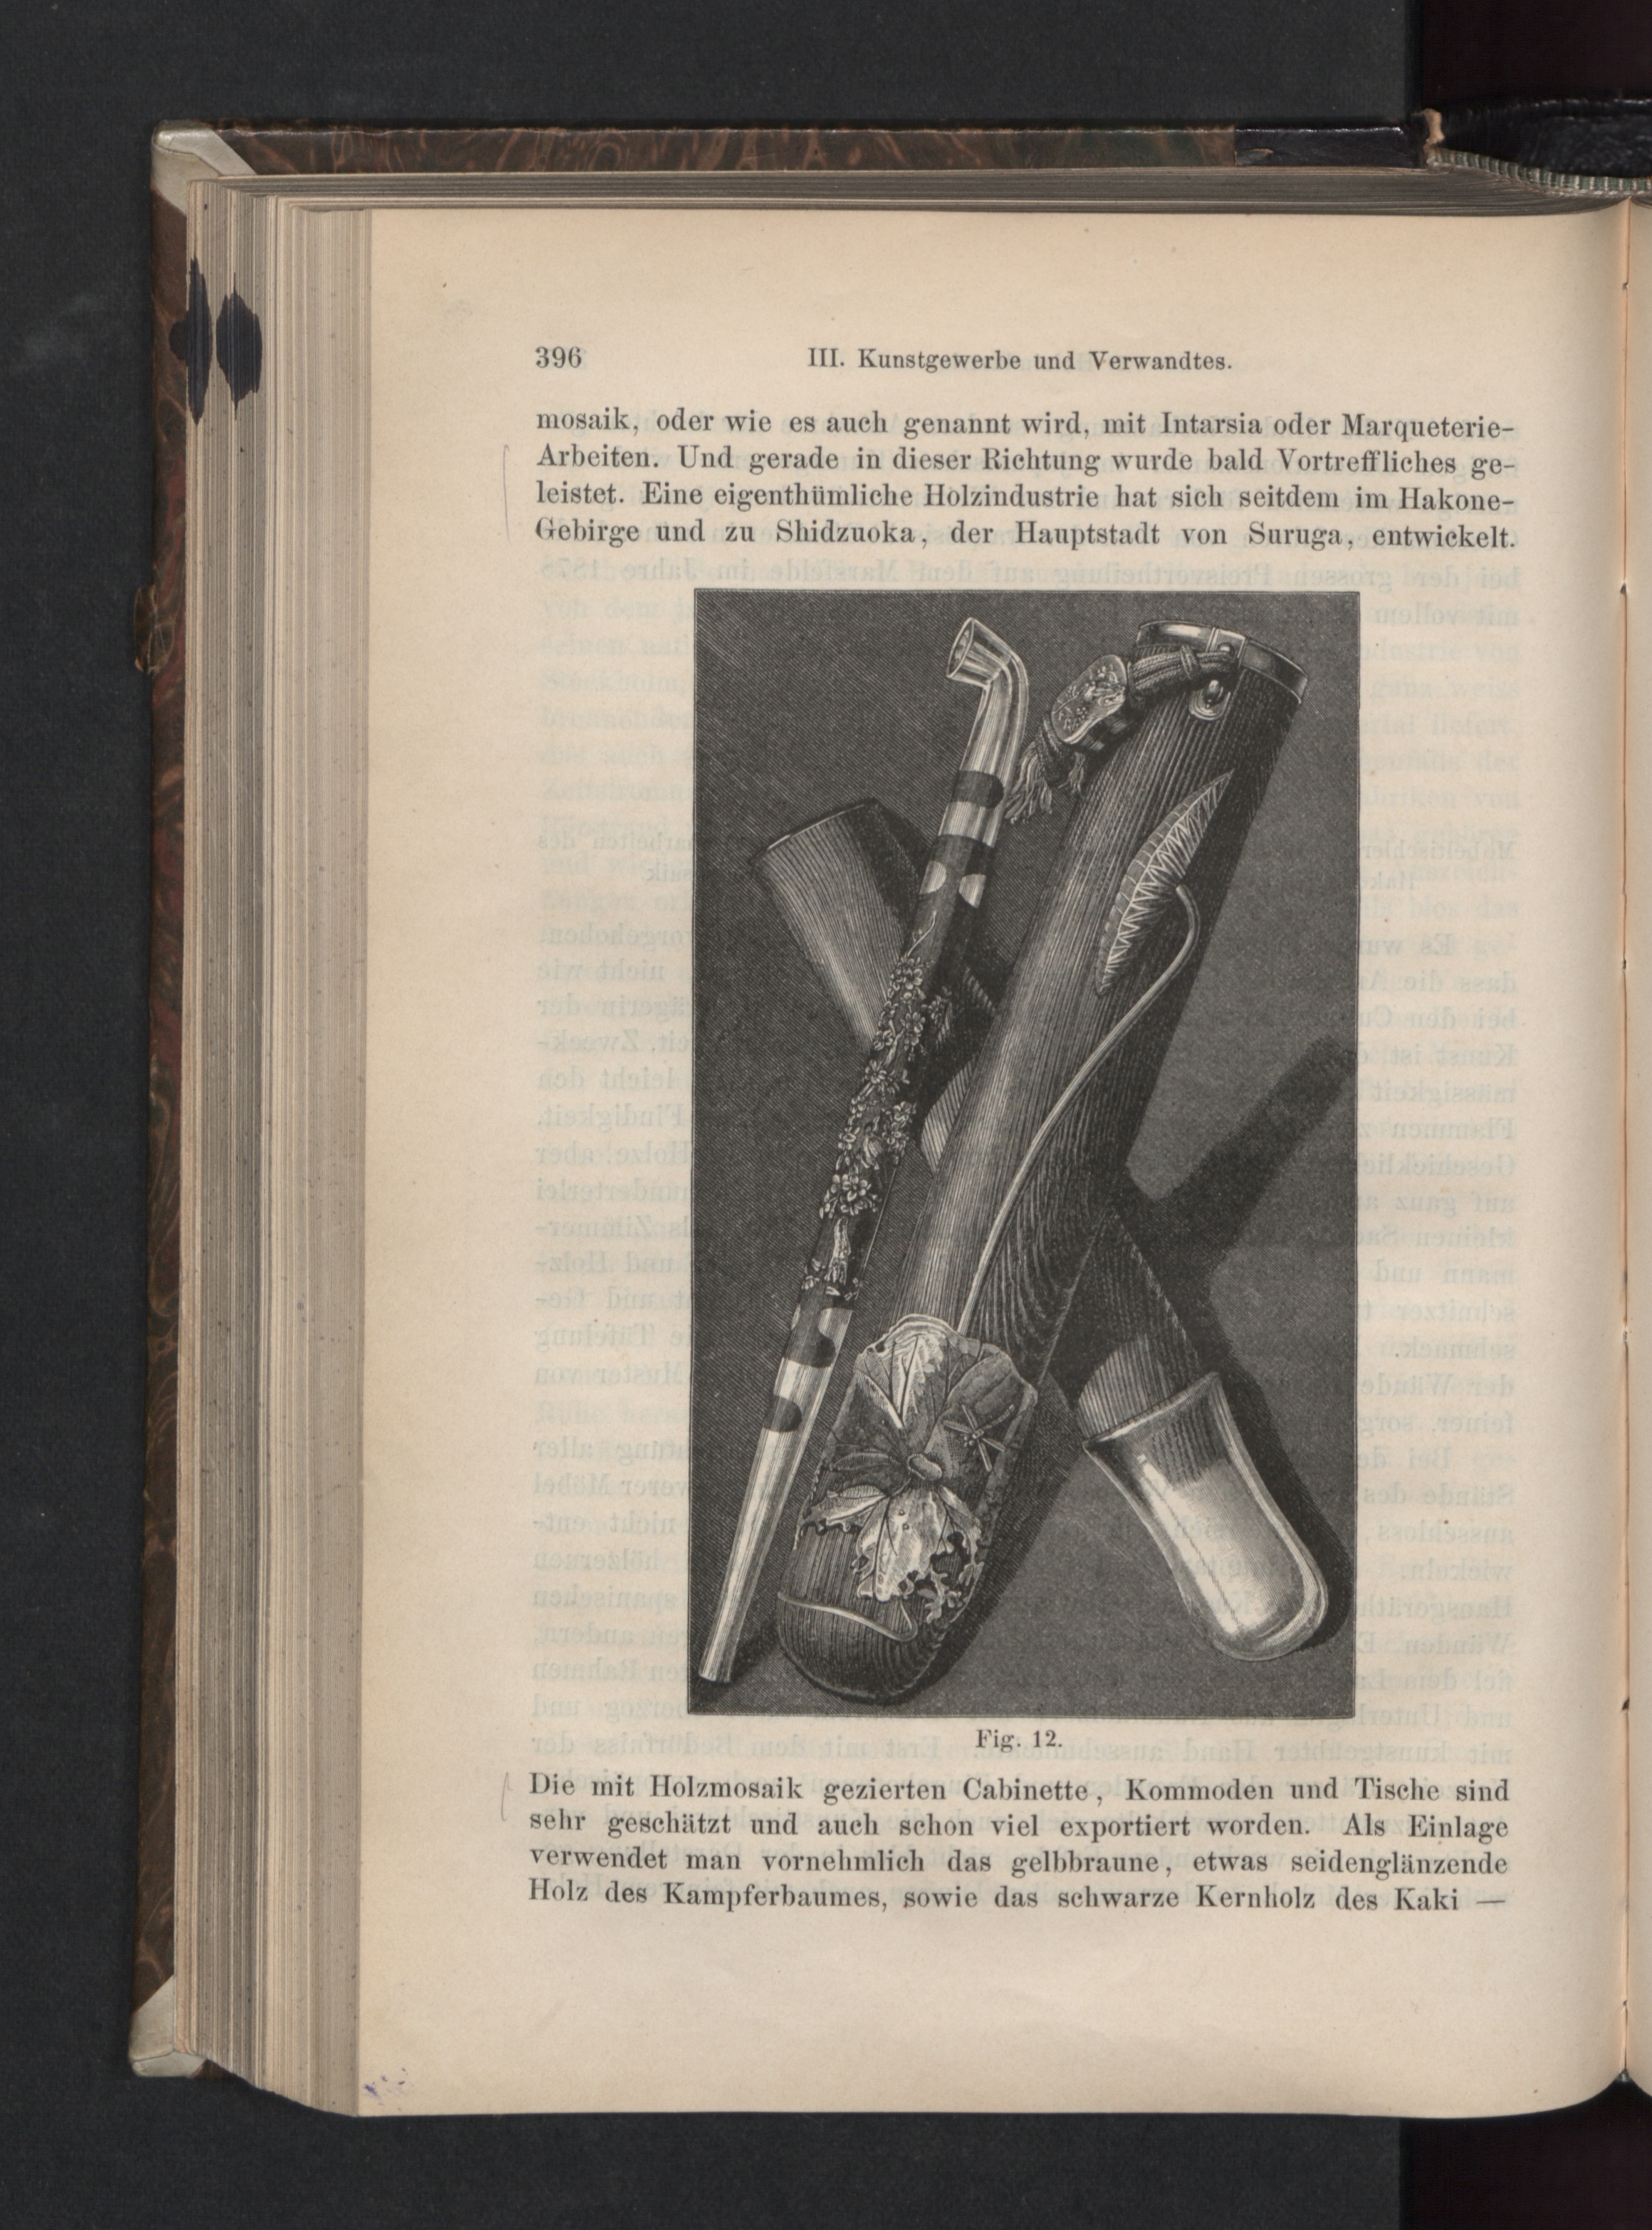 396
III. Kunstgewerbe und Verwandtes.
mosaik, oder wie es auch genannt wird, mit Intarsia oder Marqueterie-
Arbeiten. Und gerade in dieser Richtung wurde bald Vortreffliches ge-
leistet. Eine eigenthümliche Holzindustrie hat sich seitdem im Hakone-
Gebirge und zu Shidzuoka, der Hauptstadt von Suruga, entwickelt.
Fig. 12.
Die mit Holzmosaik gezierten Cabinette, Kommoden und Tische sind
sehr geschätzt und auch schon viel exportiert worden. Als Einlage
verwendet man vornehmlich das gelbbraune, etwas seidenglänzende
Holz des Kampferbaumes, sowie das schwarze Kernholz des Kaki —